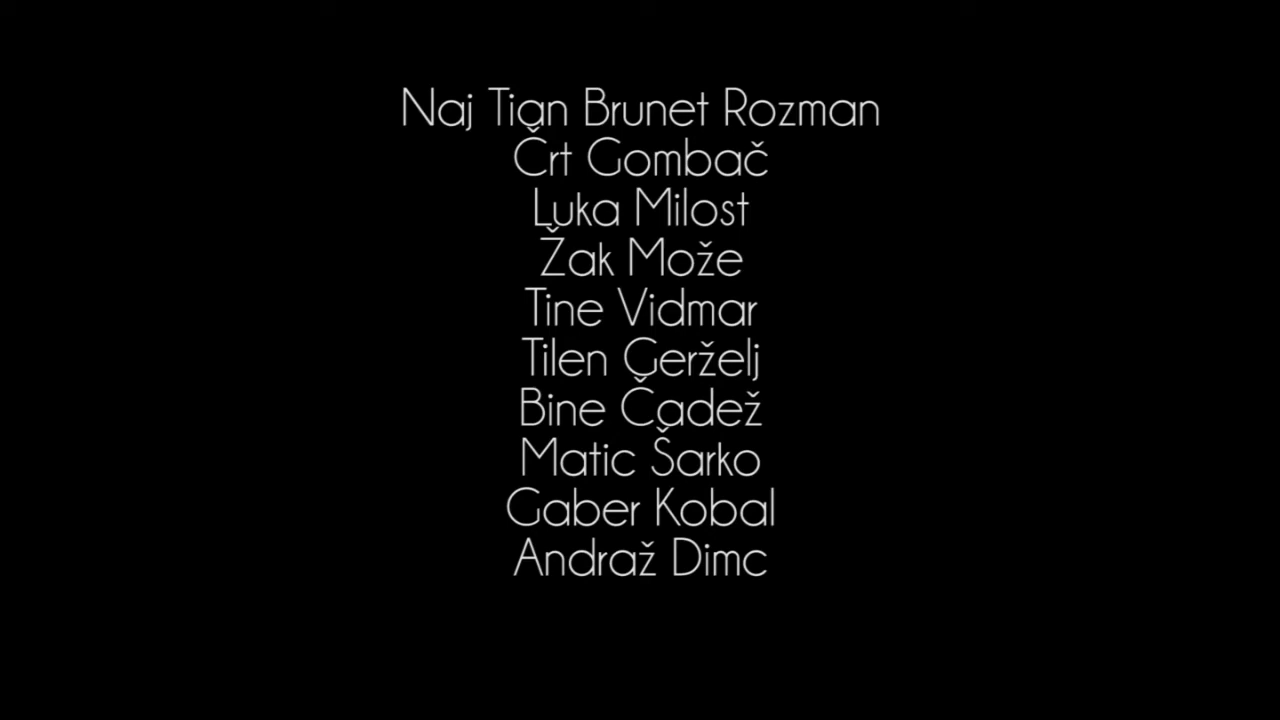 Naj Tian Brunet Rozman
Črt Gombač
Luka Milost
Žak Može
Tine Vidmar
Tilen Gerželj
Bine Čadež
Matic Šarko
Gaber Kobal
Andraž Dimc